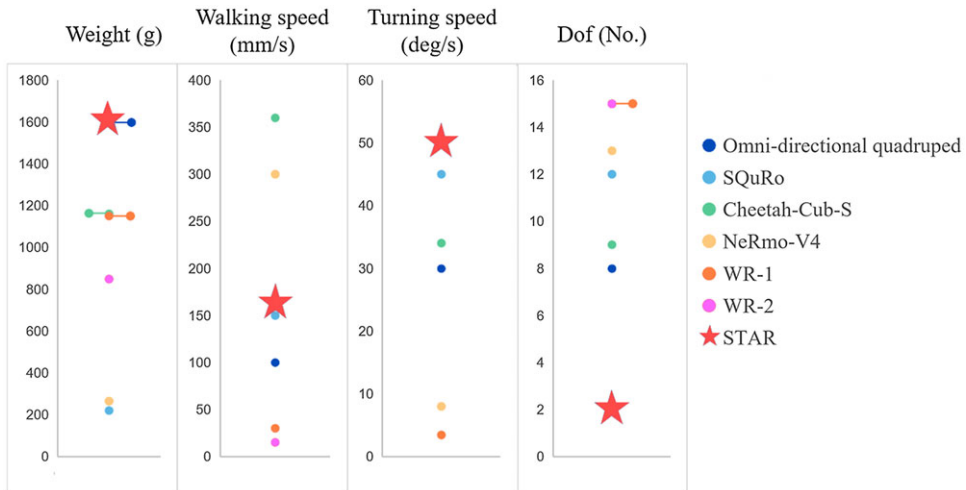 Weight (g)
Walking speed
(mm/s)
Turning speed
(deg/s)
Dof (No.)
1800
1600
1400
1200
1000
800
600
400
200
0
400
350
300
250
200
150
100
50
0
60
50
40
30
20
10
0
16
14
12
10
8
6
4
2
0
Omni-directional quadruped
SQuRo
Cheetah-Cub-S
NeRmo-V4
WR-1
WR-2
STAR